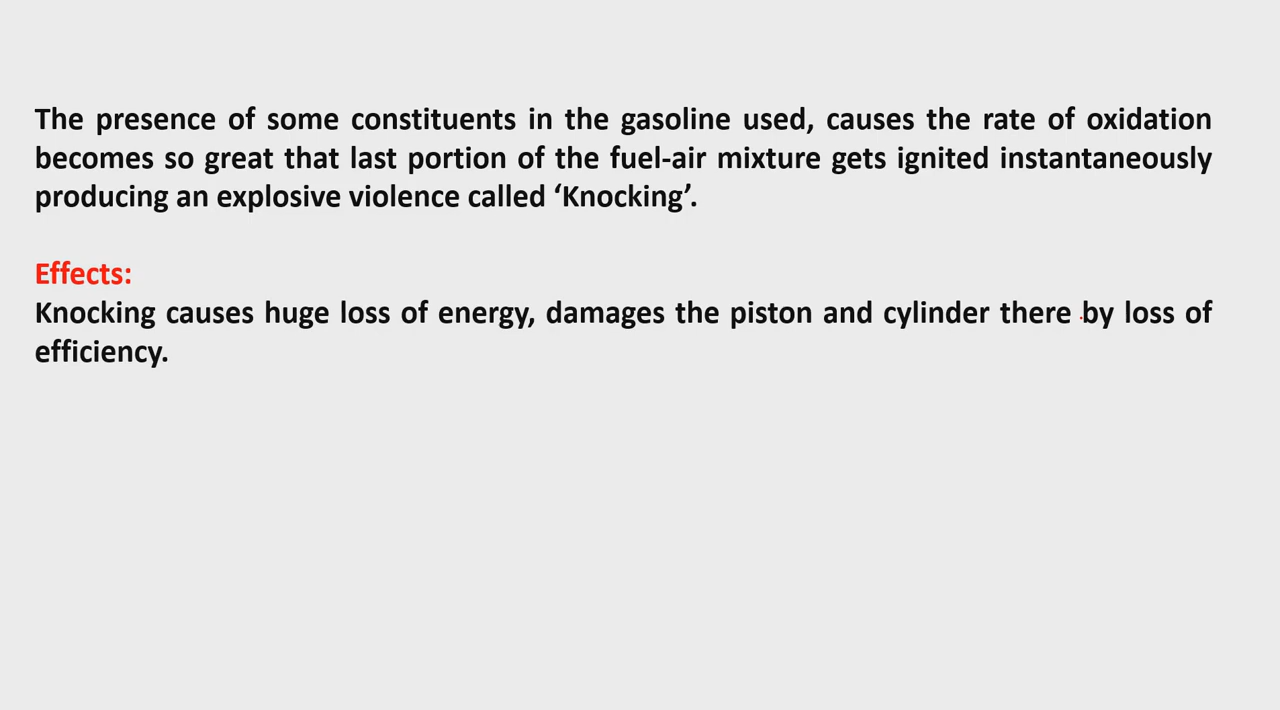 The presence of some constituents in the gasoline used, causes the rate of oxidation
becomes so great that last portion of the fuel-air mixture gets ignited instantaneously
producing an explosive violence called ‘Knocking’.
Effects:
Knocking causes huge loss of energy, damages the piston and cylinder there by loss of
efficiency.